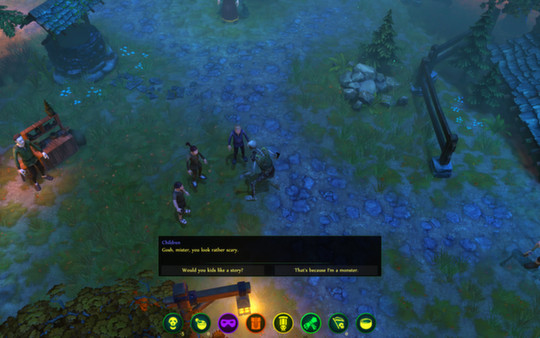 Children
Gosh, mister, you look rather scary.
Would you kids like a story?
That's because I'm a monster.